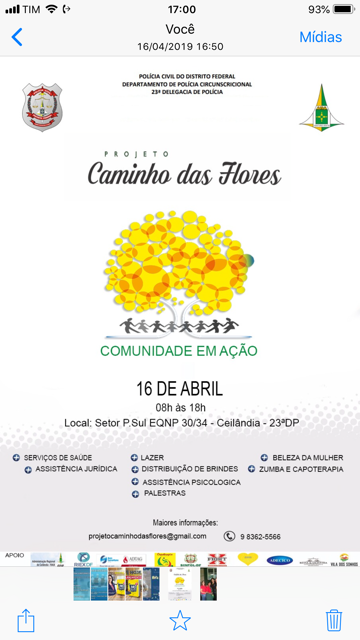 TIM
17:00
93%
Você
16/04/2019 16:50
Mídias
POLÍCIA CIVIL DO DISTRITO FEDERAL
DEPARTAMENTO DE POLÍCIA CIRCUNSCRICIONAL
23ª DELEGACIA DE POLÍCIA
PROJETO
Caminho das Flores
COMUNIDADE EM AÇÃO
16 DE ABRIL
08h às 18h
Local: Setor P.Sul EQNP 30/34 - Ceilândia - 23ªDP
SERVIÇOS DE SAÚDE
ASSISTÊNCIA JURÍDICA
LAZER
DISTRIBUIÇÃO DE BRINDES
ASSISTÊNCIA PSICOLOGICA
PALESTRAS
BELEZA DA MULHER
ZUMBA E CAPOTERAPIA
Maiores informações:
projetocaminhodasflores@gmail.com
9 8362-5566
APOIO